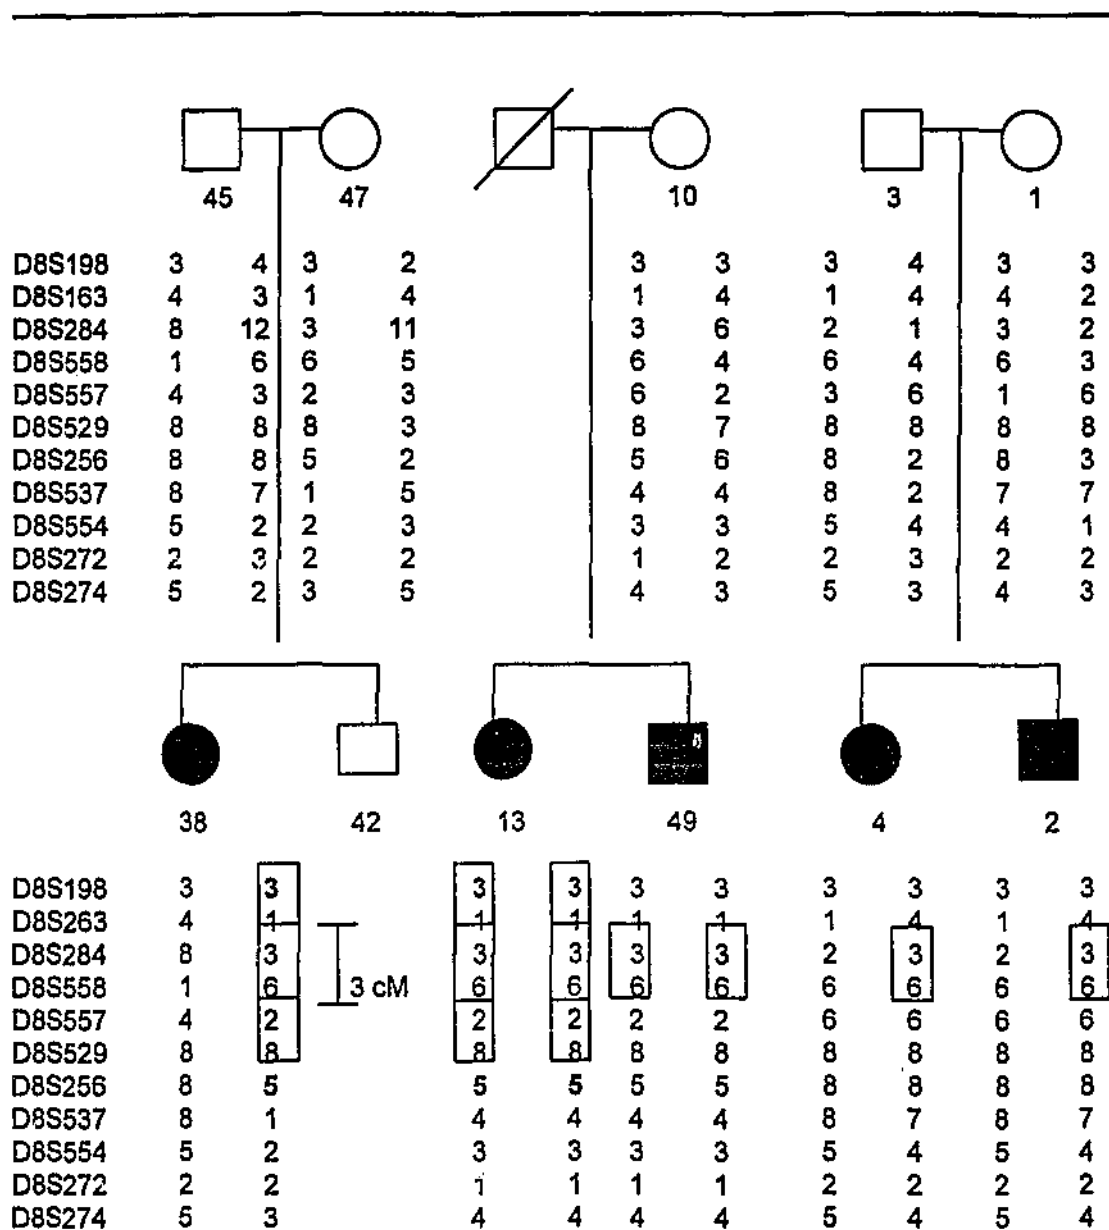 45 47 10 3 1
D8S198 3 4 3 2 3 3 3 4 3 3
D8S163 4 3 1 4 1 4 1 4 4 2
D8S284 8 12 3 11 3 6 2 1 3 2
D8S558 1 6 6 5 6 4 6 4 6 3
D8S557 4 3 2 3 6 2 3 6 1 6
D8S529 8 8 8 3 8 7 8 8 8 8
D8S256 8 8 5 2 5 6 8 2 8 3
D8S537 8 7 1 5 4 4 8 2 7 7
D8S554 5 2 2 3 3 3 5 4 4 1
D8S272 2 3 2 2 1 2 2 3 2 2
D8S274 5 2 3 5 4 3 5 3 4 3
38 42 13 49 4 2
D8S198 3 3 3 3 3 3 3 3 3 3
D8S263 4 1 1 1 1 1 1 4 1 4
D8S284 8 3 3 3 3 3 2 3 2 3
D8S558 1 6 3 cM 6 6 6 6 6 6 6 6
D8S557 4 2 2 2 2 2 6 6 6 6
D8S529 8 8 8 8 8 8 8 8 8 8
D8S256 8 5 5 5 5 5 8 8 8 8
D8S537 8 1 4 4 4 4 8 7 8 7
D8S554 5 2 3 3 3 3 5 4 5 4
D8S272 2 2 1 1 1 1 2 2 2 2
D8S274 5 3 4 4 4 4 5 4 5 4